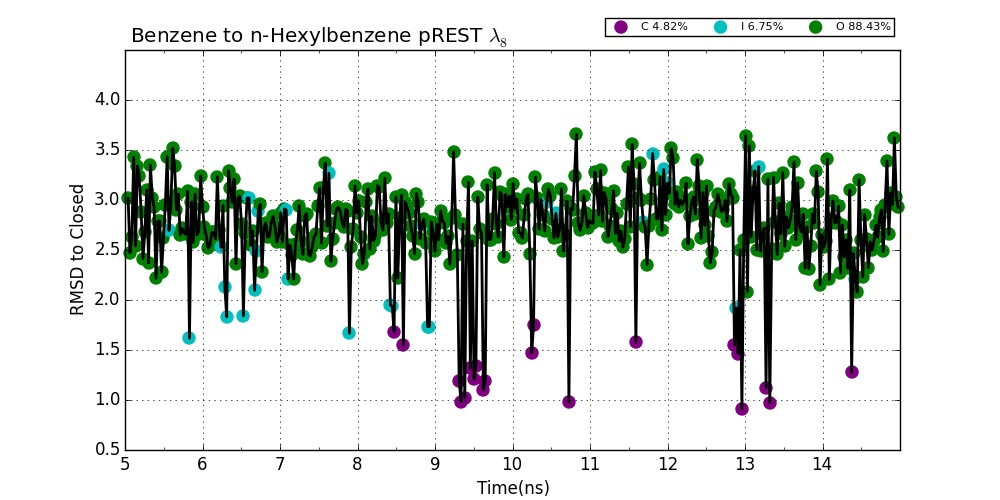 Benzene to n-Hexylbenzene pREST λ₈
C 4.82% I 6.75% O 88.43%
4.0
3.5
3.0
2.5
2.0
1.5
1.0
0.5
RMSD to Closed
5 6 7 8 9 10 11 12 13 14
Time(ns)